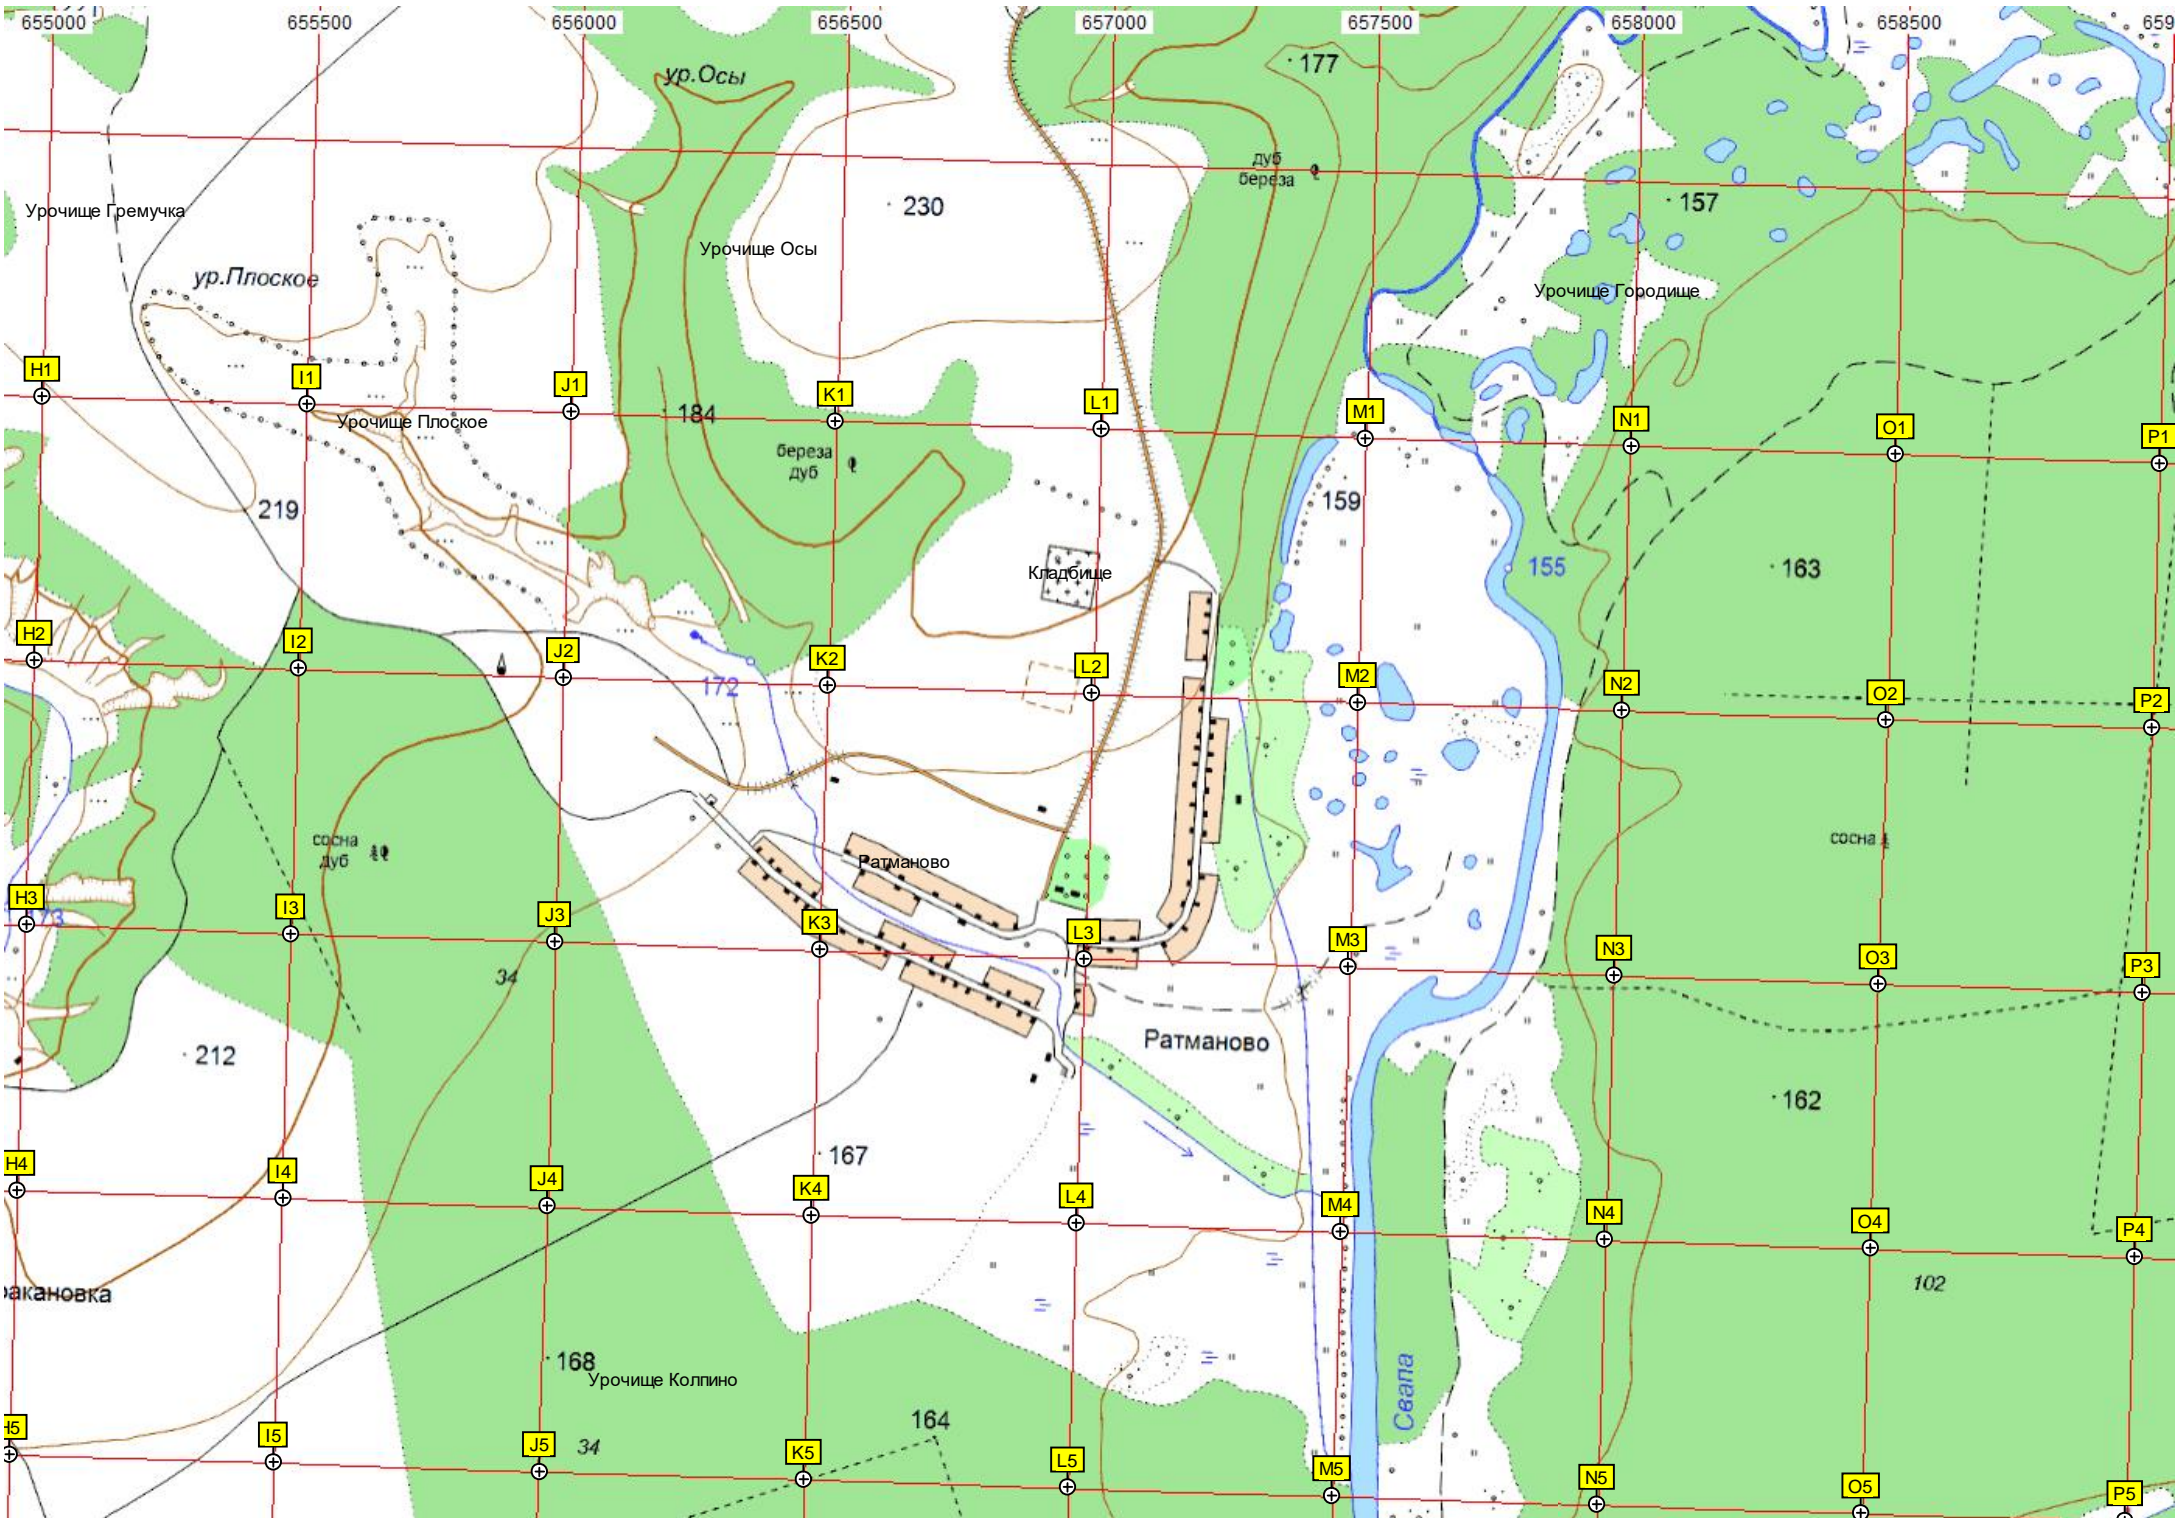 655000 655500 656000 656500 657000 657500 658000 658500 659
ур.Осы
177
дуб
береза
Урочище Гремучка
230
157
Урочище Осы
ур.Плоское
Урочище Городище
H1 I1 J1 K1 L1 M1 N1 O1 P1
184
Урочище Плоское
береза
дуб
219
159
155
163
Кладбище
H2 I2 J2 K2 L2 M2 N2 O2 P2
172
сосна
дуб
сосна
Ратманово
H3 I3 J3 K3 L3 M3 N3 O3 P3
173
34
212
Ратманово
162
167
H4 I4 J4 K4 L4 M4 N4 O4 P4
102
ракановка
168
Урочище Колпино
Свапа
164
34
H5 I5 J5 K5 L5 M5 N5 O5 P5